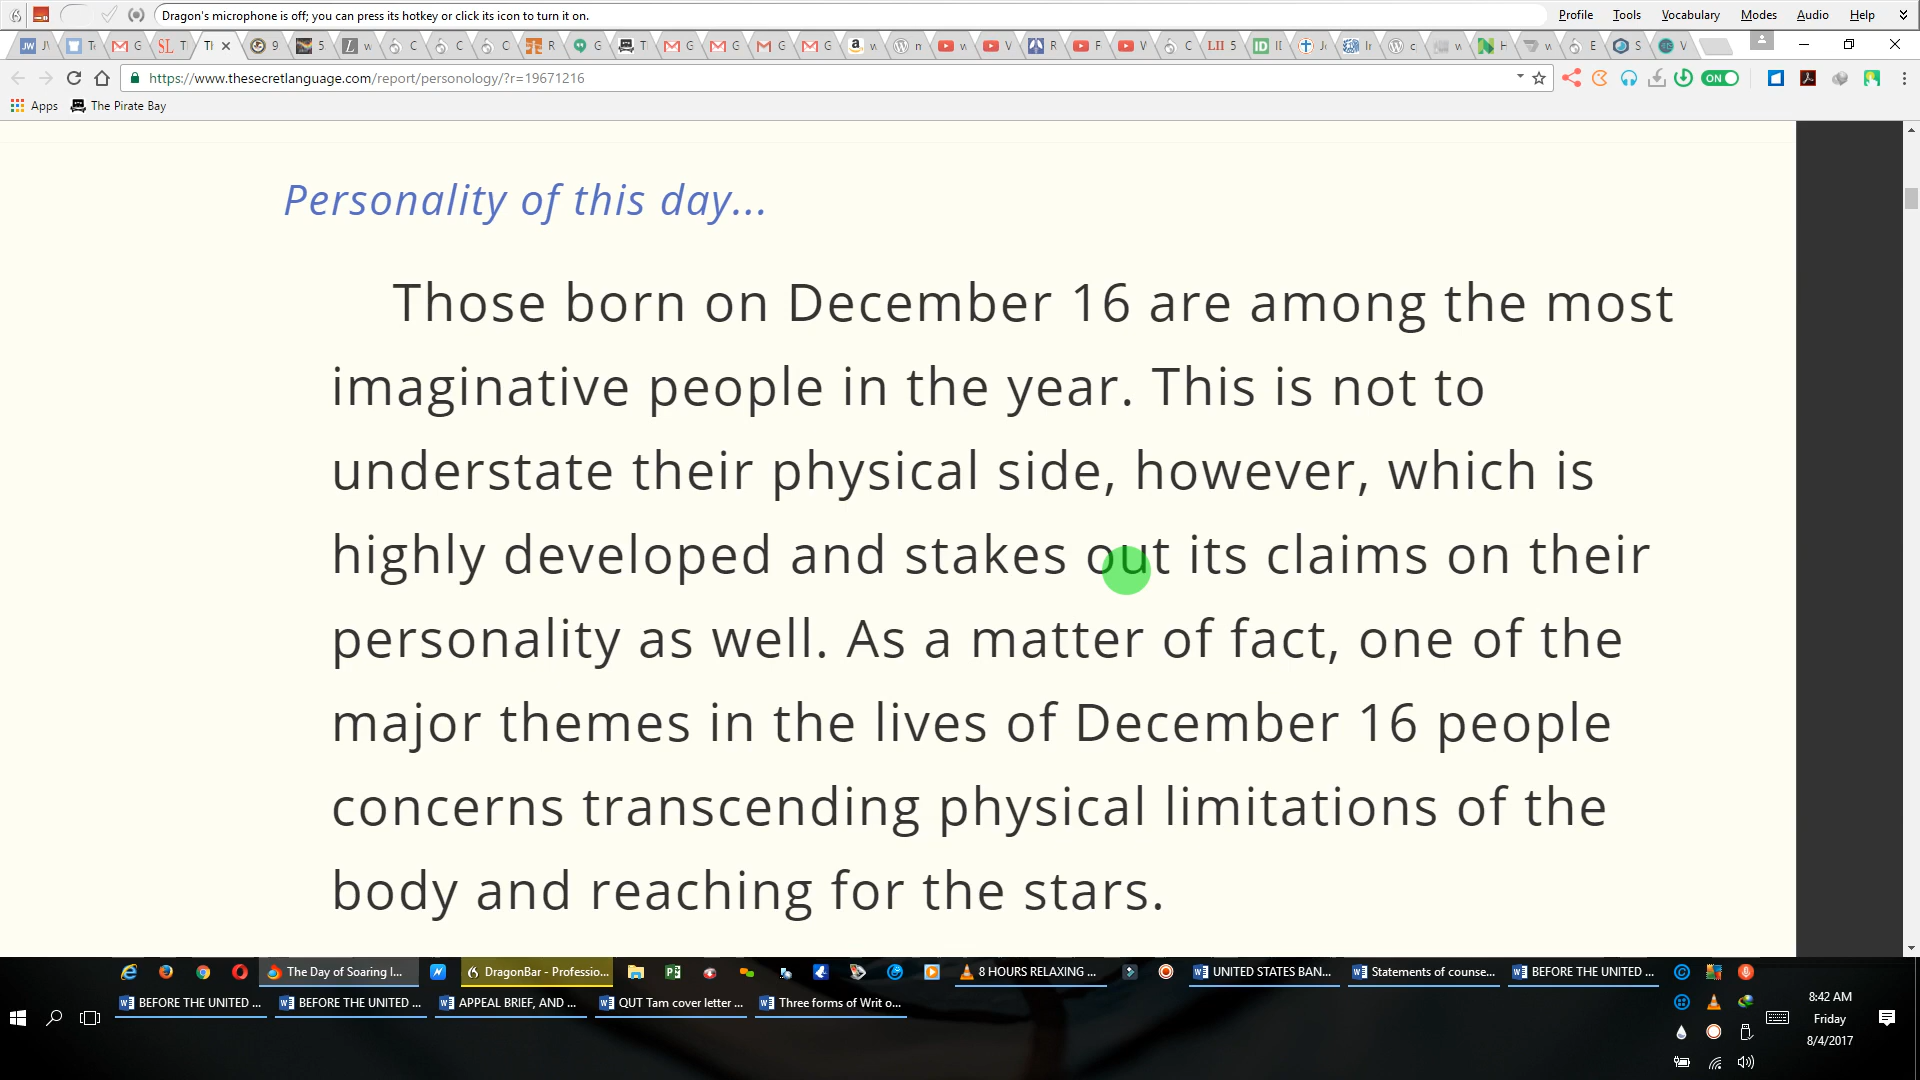 Dragon's microphone is off; you can press its hotkey or click its icon to turn it on.
Profile Tools Vocabulary Modes Audio Help
https://www.thesecretlanguage.com/report/personology/?r=19671216
ON
Apps The Pirate Bay
Personality of this day...
Those born on December 16 are among the most
imaginative people in the year. This is not to
understate their physical side, however, which is
highly developed and stakes out its claims on their
personality as well. As a matter of fact, one of the
major themes in the lives of December 16 people
concerns transcending physical limitations of the
body and reaching for the stars.
The Day of Soaring I... DragonBar - Professio... 8 HOURS RELAXING ... UNITED STATES BAN... Statements of counse... BEFORE THE UNITED ...
BEFORE THE UNITED ... BEFORE THE UNITED ... APPEAL BRIEF, AND ... QUT Tam cover letter ... Three forms of Writ o...
8:42 AM
Friday
8/4/2017